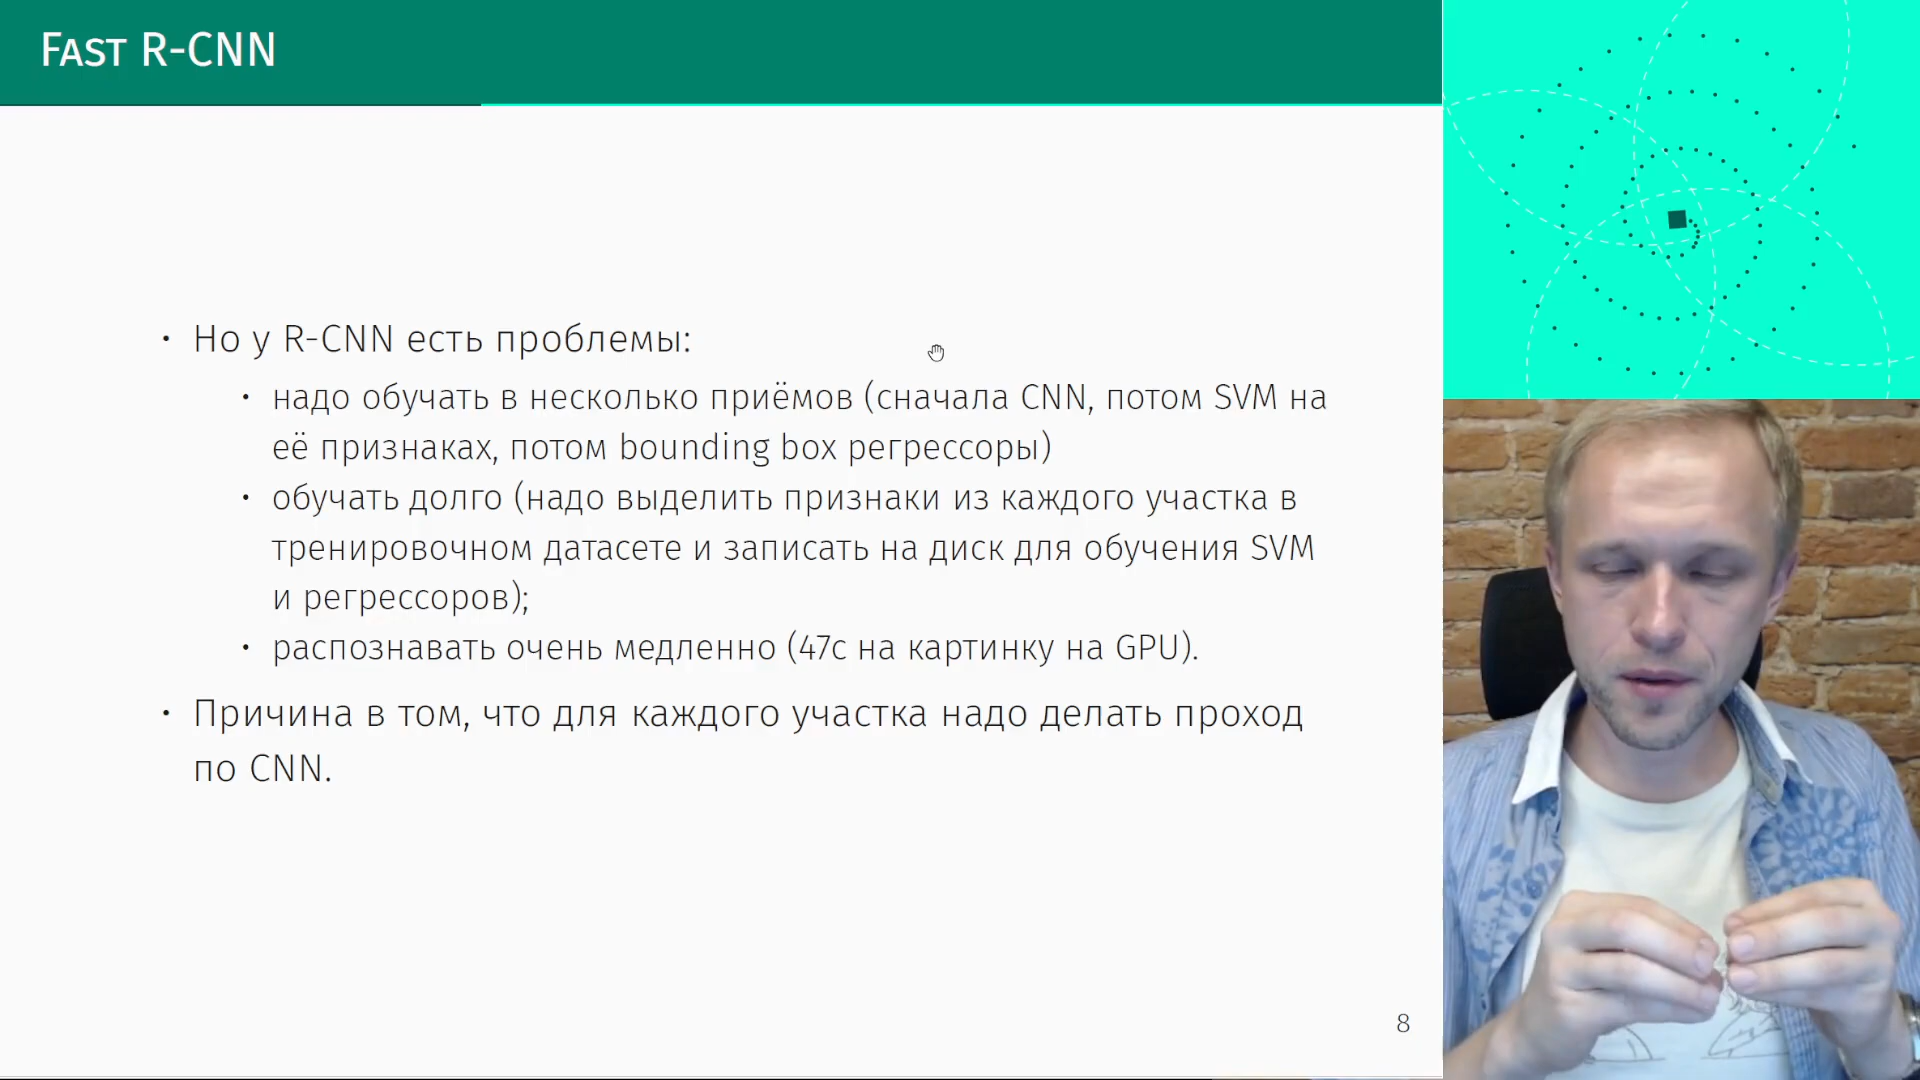 FAST R-CNN
• Но у R-CNN есть проблемы:
• надо обучать в несколько приёмов (сначала CNN, потом SVM на
её признаках, потом bounding box регрессоры)
• обучать долго (надо выделить признаки из каждого участка в
тренировочном датасете и записать на диск для обучения SVM
и регрессоров);
• распознавать очень медленно (47с на картинку на GPU).
• Причина в том, что для каждого участка надо делать проход
по CNN.
8